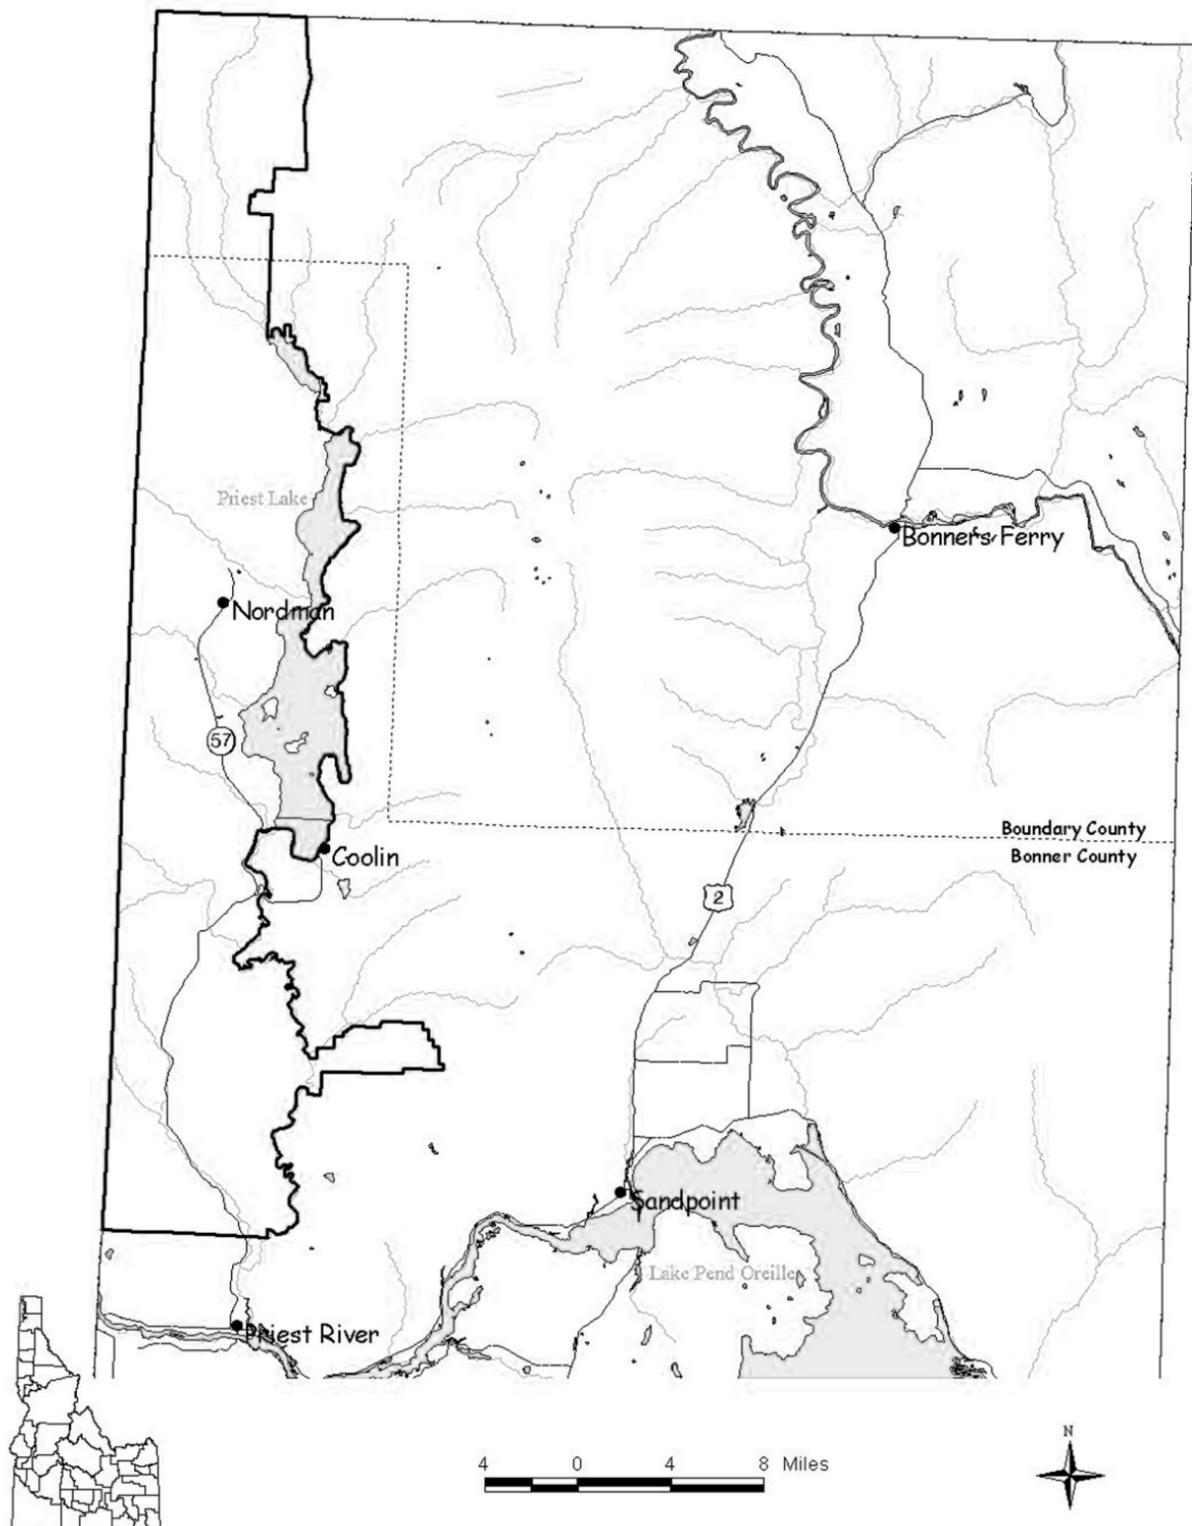 Priest Lake
Bonners Ferry
Nordman
57
Boundary County
Coolin
Bonner County
2
Sandpoint
Lake Pend Oreille
Priest River
N
4 0 4 8 Miles